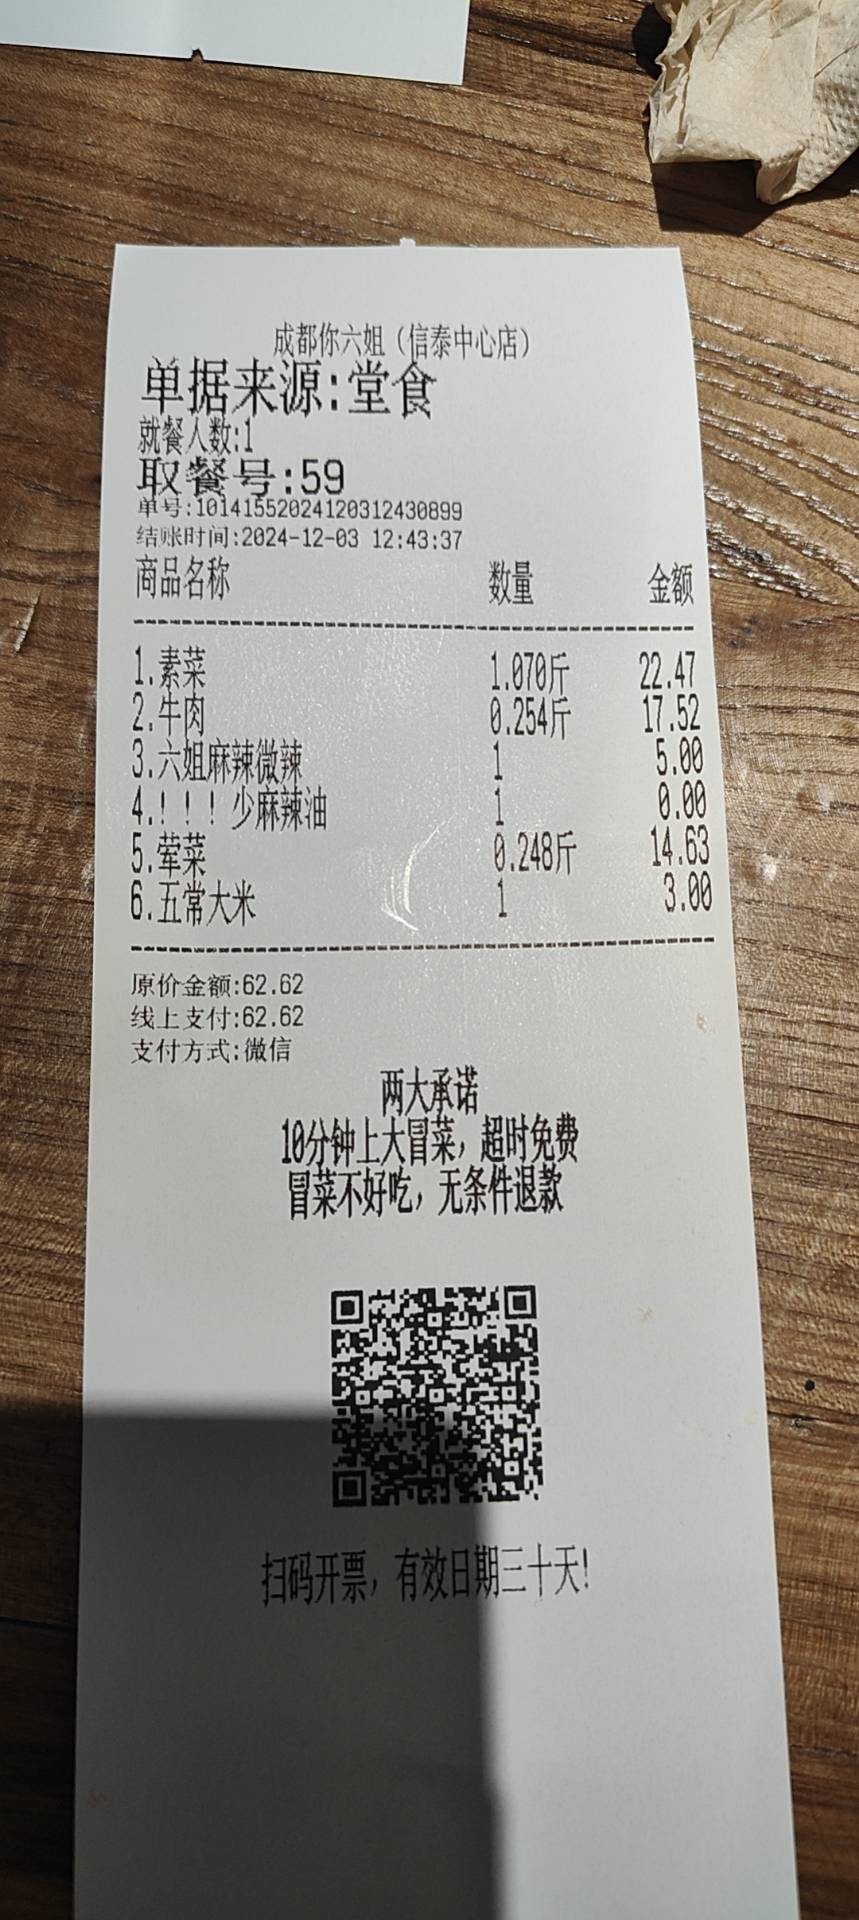 成都你六姐（信泰中心店）
单据来源:堂食
就餐人数:1
取餐号:59
单号:10141552024120312430899
结账时间:2024-12-03 12:43:37
商品名称 数量 金额
1.素菜 1.070斤 22.47
2.牛肉 0.254斤 17.52
3.六姐麻辣微辣 1 5.00
4.！！！少麻辣油 1 0.00
5.荤菜 0.248斤 14.63
6.五常大米 1 3.00
原价金额:62.62
线上支付:62.62
支付方式:微信
两大承诺
10分钟上大冒菜，超时免费
冒菜不好吃，无条件退款
扫码开票，有效日期三十天!